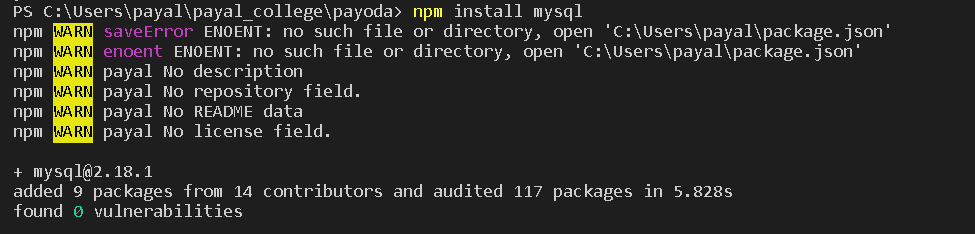 PS C:\Users\payal\payal_college\payoda> npm install mysql
npm WARN saveError ENOENT: no such file or directory, open 'C:\Users\payal\package.json'
npm WARN enoent ENOENT: no such file or directory, open 'C:\Users\payal\package.json'
npm WARN payal No description
npm WARN payal No repository field.
npm WARN payal No README data
npm WARN payal No license field.
+ mysql@2.18.1
added 9 packages from 14 contributors and audited 117 packages in 5.828s
found 0 vulnerabilities